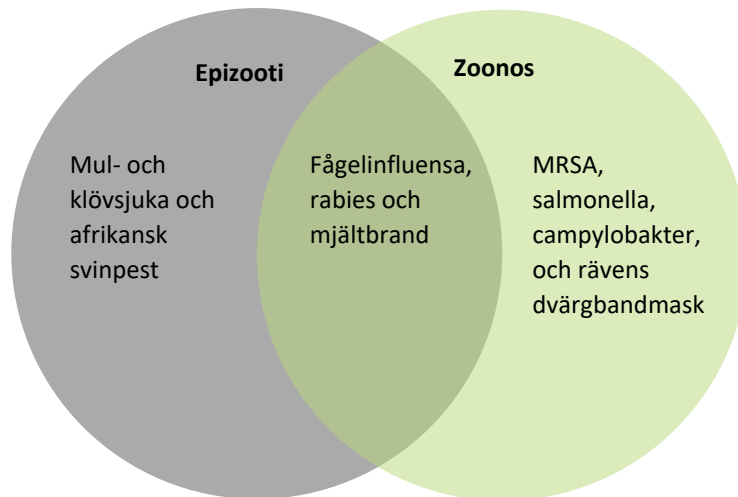 Epizooti
Zoonos
Mul- och
klövsjuka och
afrikansk
svinpest
Fågelinfluensa,
rabies och
mjältbrand
MRSA,
salmonella,
campylobakter,
och rävens
dvärgbandmask